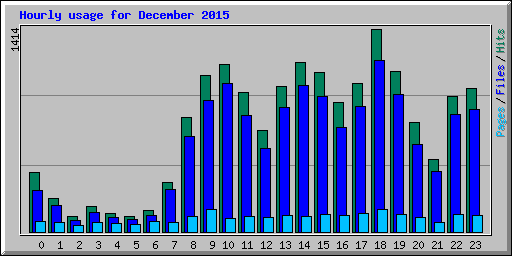 Hourly usage for December 2015
1414
Pages/Files/Hits
0 1 2 3 4 5 6 7 8 9 10 11 12 13 14 15 16 17 18 19 20 21 22 23